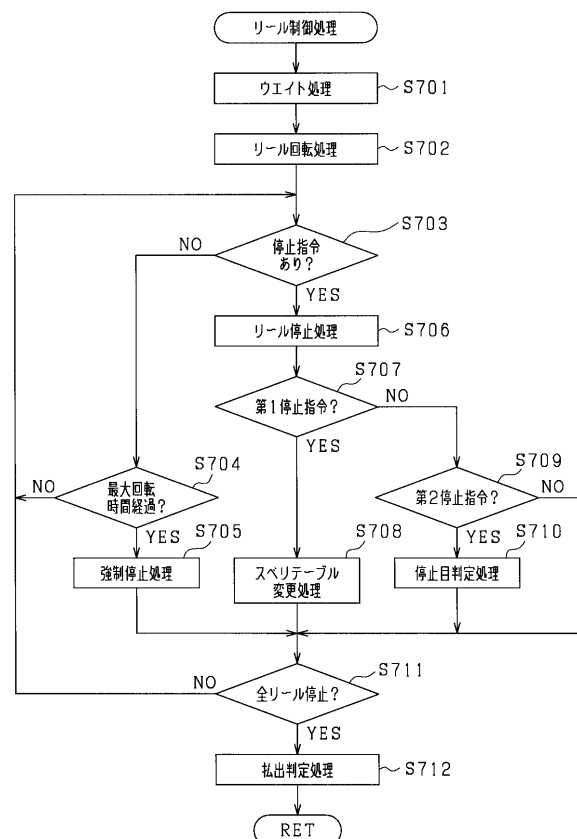 リール制御処理
ウエイト処理
S701
リール回転処理
S702
S703
NO
停止指令
あり?
YES
リール停止処理
S706
S707
第1停止指令?
NO
YES
S704
S709
NO
最大回転
時間経過?
第2停止指令?
NO
YES
S705
S708
YES
S710
強制停止処理
スベリテーブル
変更処理
停止目判定処理
S711
NO
全リール停止?
YES
払出判定処理
S712
RET